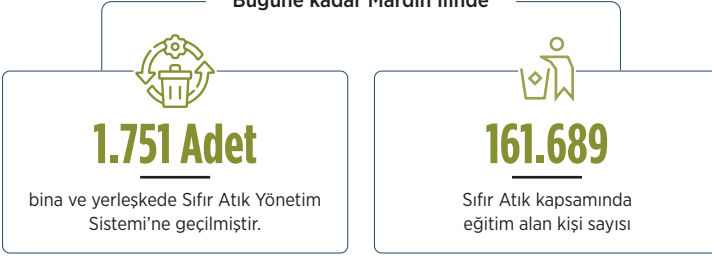 Bugüne kadar Mardin ilinde
1.751 Adet
bina ve yerleşkede Sıfır Atık Yönetim
Sistemi’ne geçilmiştir.
161.689
Sıfır Atık kapsamında
eğitim alan kişi sayısı